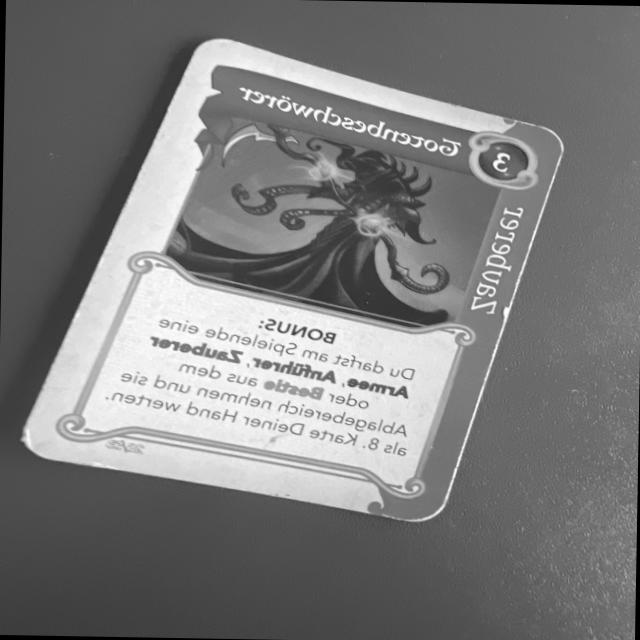 3
Totenbeschwörer
Zauberer
BONUS:
Du darfst am Spielende eine
Armee, Anführer, Zauberer
oder Bestie aus dem
Ablagebereich nehmen und sie
als 8. Karte Deiner Hand werten.